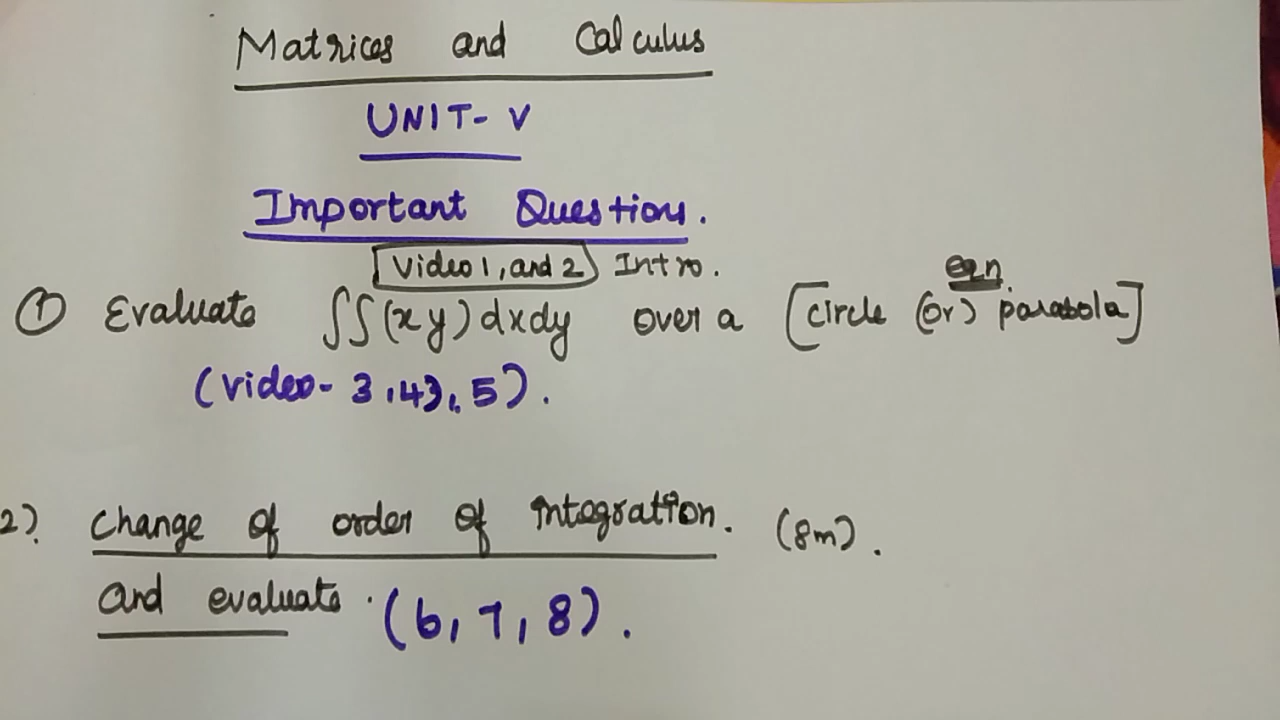 Matrices and Calculus
UNIT- V
Important Questions.
Video 1, and 2 Intro.
eqn.
① Evaluate ∫∫(xy) dxdy over a [circle (or) parabola]
(video- 3,4,5).
2). Change of order of integration. (8m).
and evaluate. (6, 7, 8).